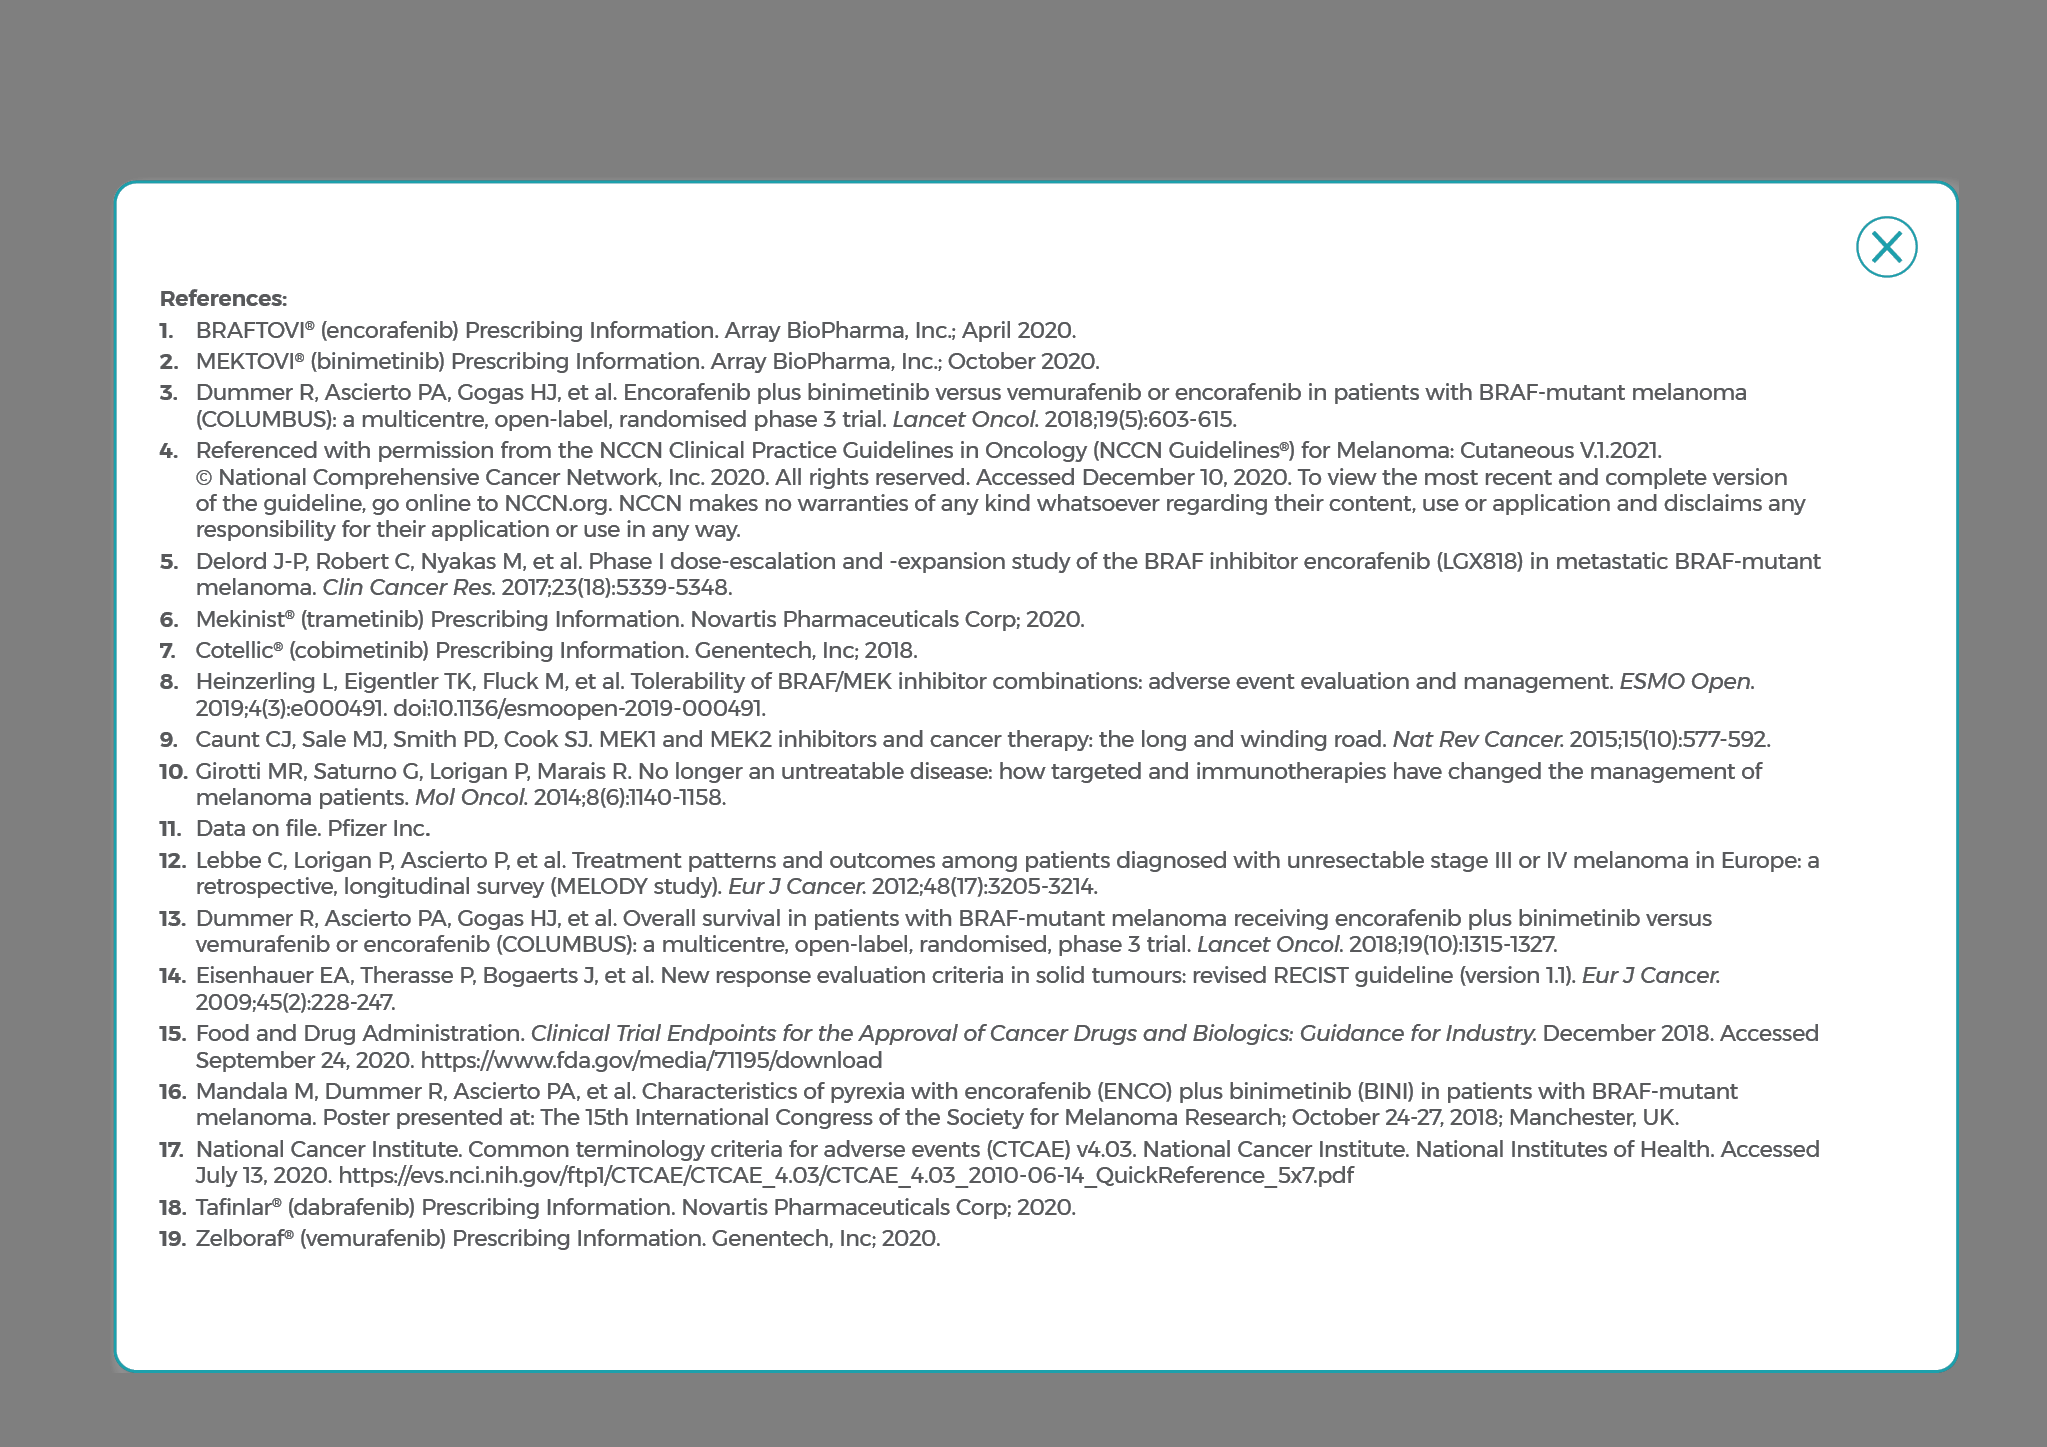 References:
1. BRAFTOVI® (encorafenib) Prescribing Information. Array BioPharma, Inc.; April 2020.
2. MEKTOVI® (binimetinib) Prescribing Information. Array BioPharma, Inc.; October 2020.
3. Dummer R, Ascierto PA, Gogas HJ, et al. Encorafenib plus binimetinib versus vemurafenib or encorafenib in patients with BRAF-mutant melanoma
(COLUMBUS): a multicentre, open-label, randomised phase 3 trial. Lancet Oncol. 2018;19(5):603-615.
4. Referenced with permission from the NCCN Clinical Practice Guidelines in Oncology (NCCN Guidelines®) for Melanoma: Cutaneous V.1.2021.
© National Comprehensive Cancer Network, Inc. 2020. All rights reserved. Accessed December 10, 2020. To view the most recent and complete version
of the guideline, go online to NCCN.org. NCCN makes no warranties of any kind whatsoever regarding their content, use or application and disclaims any
responsibility for their application or use in any way.
5. Delord J-P, Robert C, Nyakas M, et al. Phase I dose-escalation and -expansion study of the BRAF inhibitor encorafenib (LGX818) in metastatic BRAF-mutant
melanoma. Clin Cancer Res. 2017;23(18):5339-5348.
6. Mekinist® (trametinib) Prescribing Information. Novartis Pharmaceuticals Corp; 2020.
7. Cotellic® (cobimetinib) Prescribing Information. Genentech, Inc; 2018.
8. Heinzerling L, Eigentler TK, Fluck M, et al. Tolerability of BRAF/MEK inhibitor combinations: adverse event evaluation and management. ESMO Open.
2019;4(3):e000491. doi:10.1136/esmoopen-2019-000491.
9. Caunt CJ, Sale MJ, Smith PD, Cook SJ. MEK1 and MEK2 inhibitors and cancer therapy: the long and winding road. Nat Rev Cancer. 2015;15(10):577-592.
10. Girotti MR, Saturno G, Lorigan P, Marais R. No longer an untreatable disease: how targeted and immunotherapies have changed the management of
melanoma patients. Mol Oncol. 2014;8(6):1140-1158.
11. Data on file. Pfizer Inc.
12. Lebbe C, Lorigan P, Ascierto P, et al. Treatment patterns and outcomes among patients diagnosed with unresectable stage III or IV melanoma in Europe: a
retrospective, longitudinal survey (MELODY study). Eur J Cancer. 2012;48(17):3205-3214.
13. Dummer R, Ascierto PA, Gogas HJ, et al. Overall survival in patients with BRAF-mutant melanoma receiving encorafenib plus binimetinib versus
vemurafenib or encorafenib (COLUMBUS): a multicentre, open-label, randomised, phase 3 trial. Lancet Oncol. 2018;19(10):1315-1327.
14. Eisenhauer EA, Therasse P, Bogaerts J, et al. New response evaluation criteria in solid tumours: revised RECIST guideline (version 1.1). Eur J Cancer.
2009;45(2):228-247.
15. Food and Drug Administration. Clinical Trial Endpoints for the Approval of Cancer Drugs and Biologics: Guidance for Industry. December 2018. Accessed
September 24, 2020. https://www.fda.gov/media/71195/download
16. Mandala M, Dummer R, Ascierto PA, et al. Characteristics of pyrexia with encorafenib (ENCO) plus binimetinib (BINI) in patients with BRAF-mutant
melanoma. Poster presented at: The 15th International Congress of the Society for Melanoma Research; October 24-27, 2018; Manchester, UK.
17. National Cancer Institute. Common terminology criteria for adverse events (CTCAE) v4.03. National Cancer Institute. National Institutes of Health. Accessed
July 13, 2020. https://evs.nci.nih.gov/ftp1/CTCAE/CTCAE_4.03/CTCAE_4.03_2010-06-14_QuickReference_5x7.pdf
18. Tafinlar® (dabrafenib) Prescribing Information. Novartis Pharmaceuticals Corp; 2020.
19. Zelboraf® (vemurafenib) Prescribing Information. Genentech, Inc; 2020.